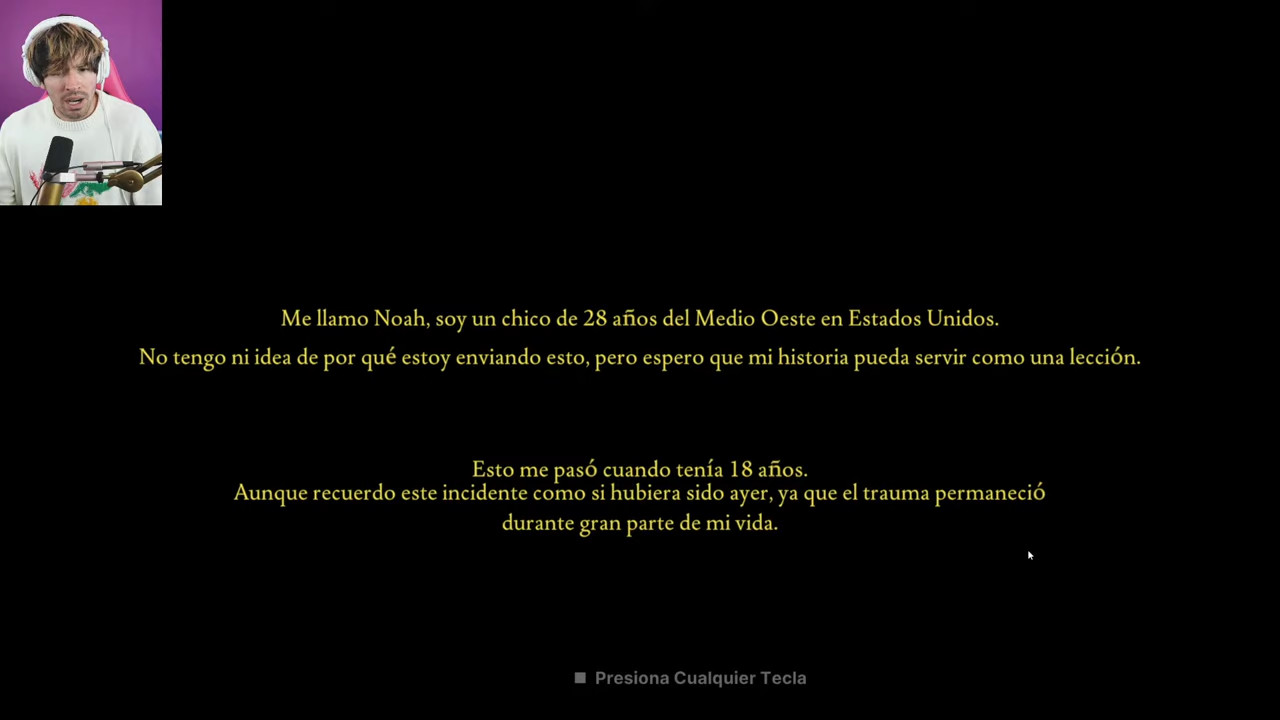 Me llamo Noah, soy un chico de 28 años del Medio Oeste en Estados Unidos.
No tengo ni idea de por qué estoy enviando esto, pero espero que mi historia pueda servir como una lección.
Esto me pasó cuando tenía 18 años.
Aunque recuerdo este incidente como si hubiera sido ayer, ya que el trauma permaneció
durante gran parte de mi vida.
Presiona Cualquier Tecla